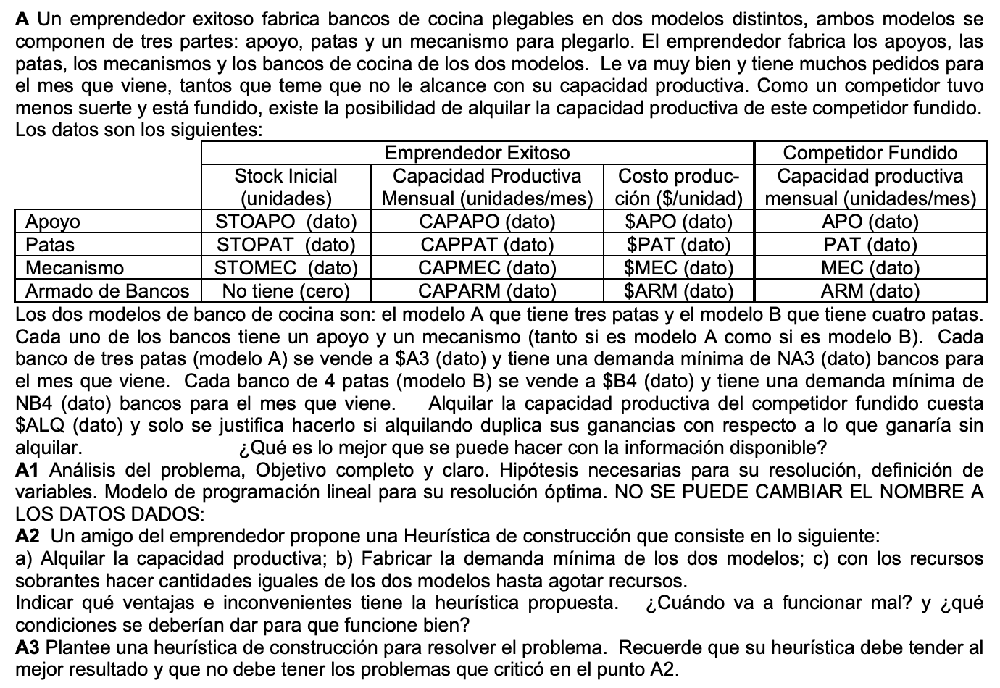 A Un emprendedor exitoso fabrica bancos de cocina plegables en dos modelos distintos, ambos modelos se
componen de tres partes: apoyo, patas y un mecanismo para plegarlo. El emprendedor fabrica los apoyos, las
patas, los mecanismos y los bancos de cocina de los dos modelos. Le va muy bien y tiene muchos pedidos para
el mes que viene, tantos que teme que no le alcance con su capacidad productiva. Como un competidor tuvo
menos suerte y está fundido, existe la posibilidad de alquilar la capacidad productiva de este competidor fundido.
Los datos son los siguientes:
Emprendedor Exitoso Competidor Fundido
Stock Inicial Capacidad Productiva Costo produc- Capacidad productiva
(unidades) Mensual (unidades/mes) ción ($/unidad) mensual (unidades/mes)
Apoyo STOAPO (dato) CAPAPO (dato) $APO (dato) APO (dato)
Patas STOPAT (dato) CAPPAT (dato) $PAT (dato) PAT (dato)
Mecanismo STOMEC (dato) CAPMEC (dato) $MEC (dato) MEC (dato)
Armado de Bancos No tiene (cero) CAPARM (dato) $ARM (dato) ARM (dato)
Los dos modelos de banco de cocina son: el modelo A que tiene tres patas y el modelo B que tiene cuatro patas.
Cada uno de los bancos tiene un apoyo y un mecanismo (tanto si es modelo A como si es modelo B). Cada
banco de tres patas (modelo A) se vende a $A3 (dato) y tiene una demanda mínima de NA3 (dato) bancos para
el mes que viene. Cada banco de 4 patas (modelo B) se vende a $B4 (dato) y tiene una demanda mínima de
NB4 (dato) bancos para el mes que viene. Alquilar la capacidad productiva del competidor fundido cuesta
$ALQ (dato) y solo se justifica hacerlo si alquilando duplica sus ganancias con respecto a lo que ganaría sin
alquilar. ¿Qué es lo mejor que se puede hacer con la información disponible?
A1 Análisis del problema, Objetivo completo y claro. Hipótesis necesarias para su resolución, definición de
variables. Modelo de programación lineal para su resolución óptima. NO SE PUEDE CAMBIAR EL NOMBRE A
LOS DATOS DADOS:
A2 Un amigo del emprendedor propone una Heurística de construcción que consiste en lo siguiente:
a) Alquilar la capacidad productiva; b) Fabricar la demanda mínima de los dos modelos; c) con los recursos
sobrantes hacer cantidades iguales de los dos modelos hasta agotar recursos.
Indicar qué ventajas e inconvenientes tiene la heurística propuesta. ¿Cuándo va a funcionar mal? y ¿qué
condiciones se deberían dar para que funcione bien?
A3 Plantee una heurística de construcción para resolver el problema. Recuerde que su heurística debe tender al
mejor resultado y que no debe tener los problemas que criticó en el punto A2.